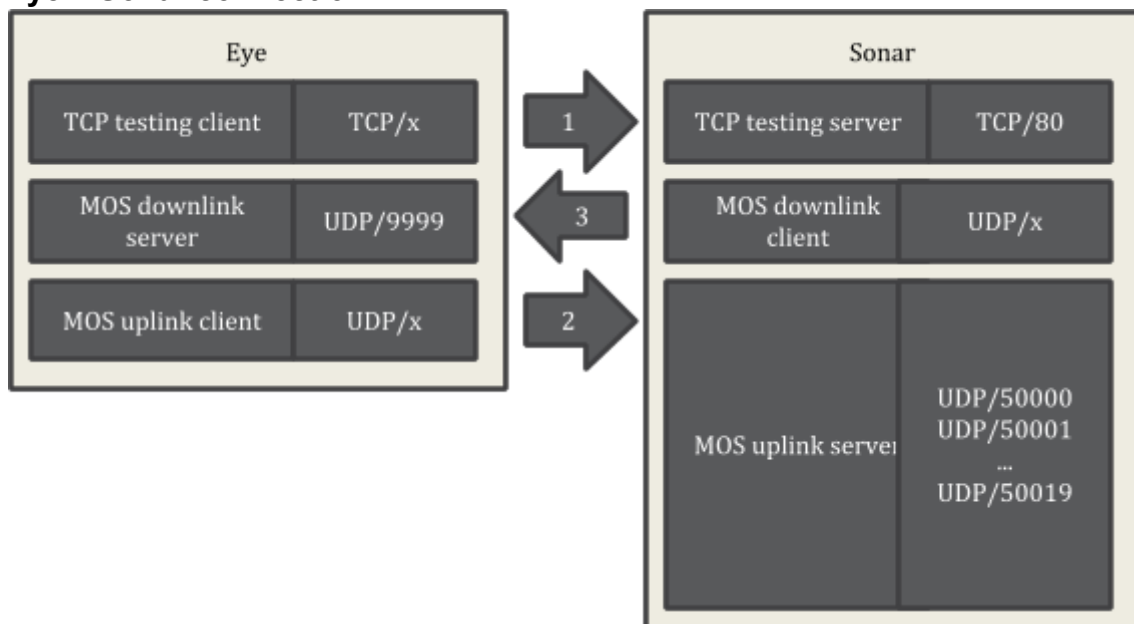 Eye
TCP testing client
TCP/x
MOS downlink
server
UDP/9999
MOS uplink client
UDP/x
1
3
2
Sonar
TCP testing server
TCP/80
MOS downlink
client
UDP/x
MOS uplink server
UDP/50000
UDP/50001
...
UDP/50019